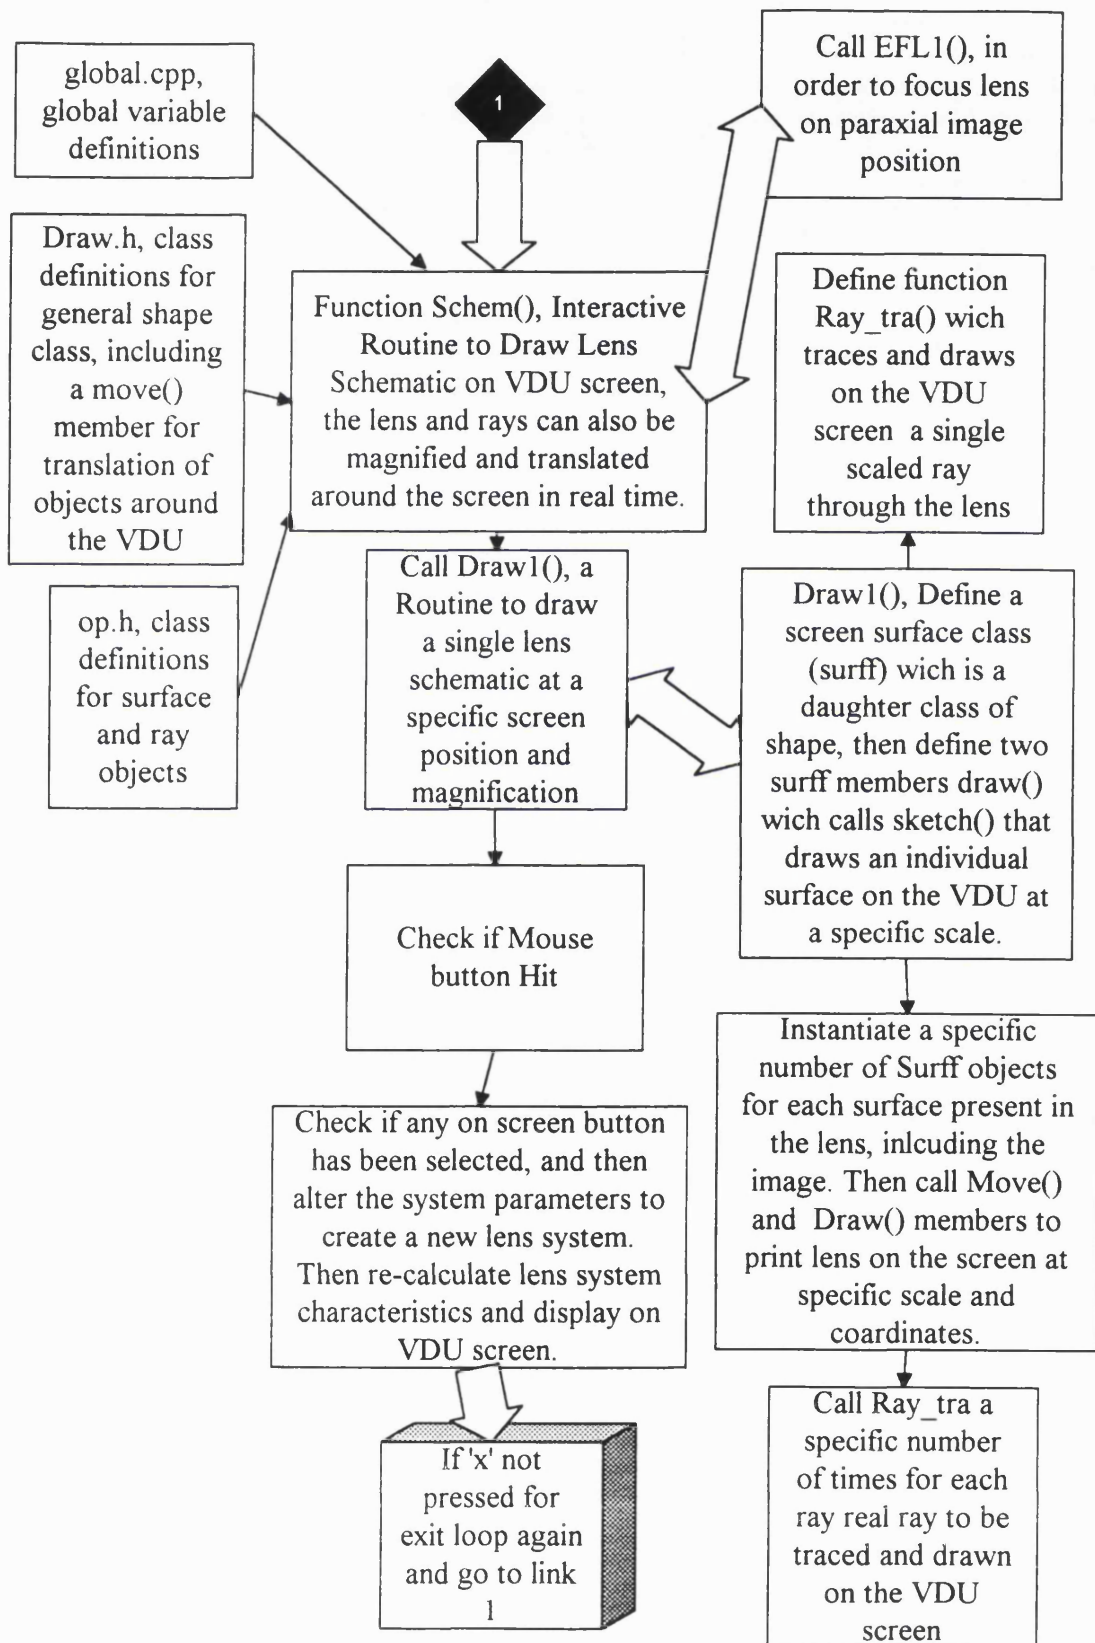 global.cpp,
global variable
definitions
1
Call EFL1(), in
order to focus lens
on paraxial image
position
Draw.h, class
definitions for
general shape
class, including
a move()
member for
translation of
objects around
the VDU
Function Schem(), Interactive
Routine to Draw Lens
Schematic on VDU screen,
the lens and rays can also be
magnified and translated
around the screen in real time.
Define function
Ray_tra() wich
traces and draws
on the VDU
screen a single
scaled ray
through the lens
op.h, class
definitions
for surface
and ray
objects
Call Draw1(), a
Routine to draw
a single lens
schematic at a
specific screen
position and
magnification
Draw1(), Define a
screen surface class
(surff) wich is a
daughter class of
shape, then define two
surff members draw()
wich calls sketch() that
draws an individual
surface on the VDU at
a specific scale.
Check if Mouse
button Hit
Instantiate a specific
number of Surff objects
for each surface present in
the lens, inlcuding the
image. Then call Move()
and Draw() members to
print lens on the screen at
specific scale and
coardinates.
Check if any on screen button
has been selected, and then
alter the system parameters to
create a new lens system.
Then re-calculate lens system
characteristics and display on
VDU screen.
If 'x' not
pressed for
exit loop again
and go to link
1
Call Ray_tra a
specific number
of times for each
ray real ray to be
traced and drawn
on the VDU
screen